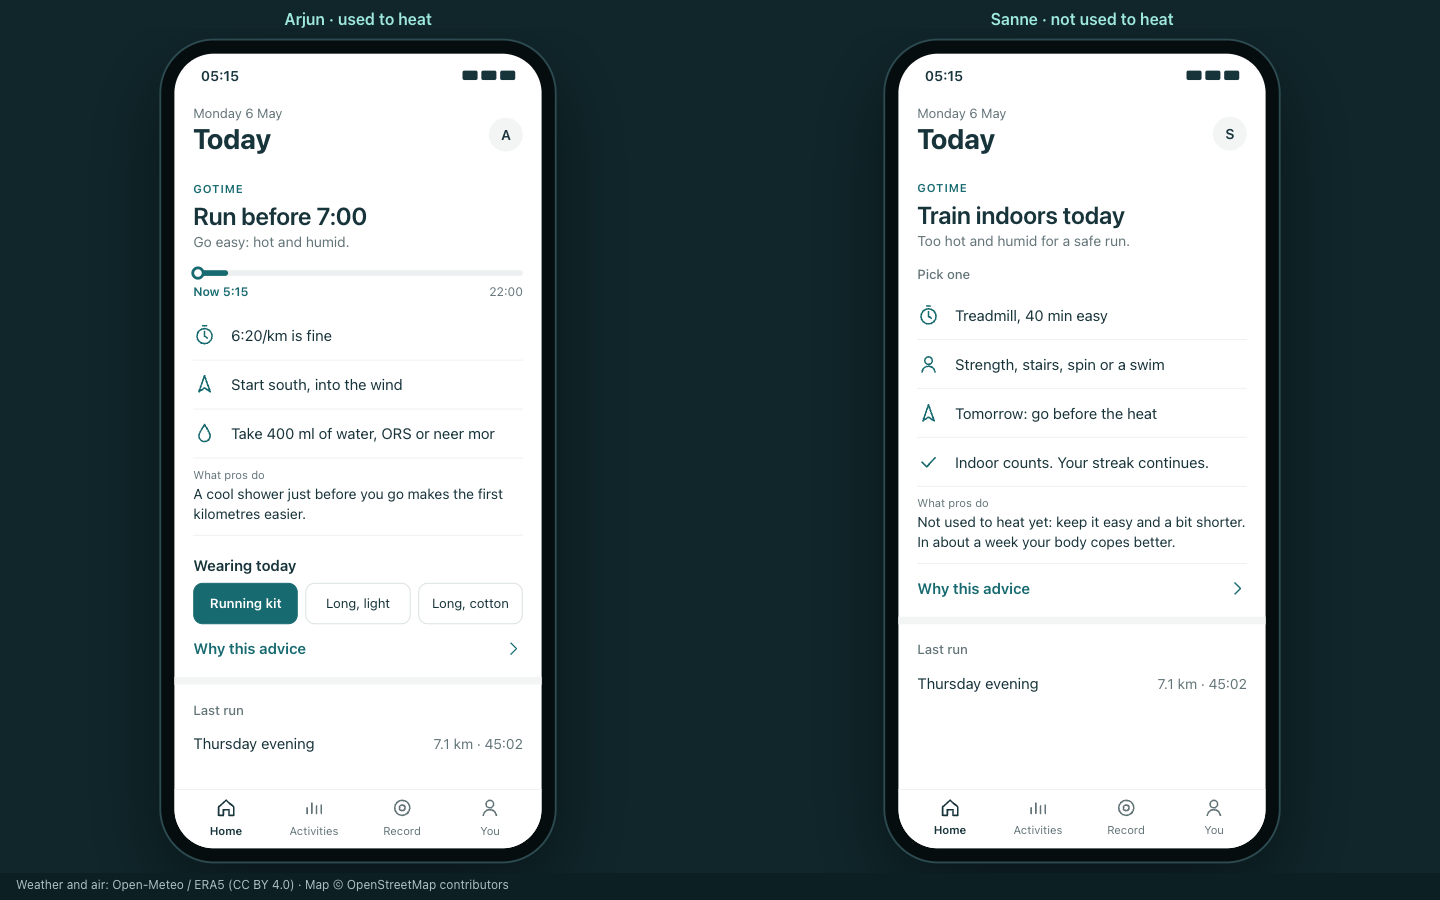 Arjun · used to heat
05:15
Monday 6 May
Today
A
GOTIME
Run before 7:00
Go easy: hot and humid.
Now 5:15
22:00
6:20/km is fine
Start south, into the wind
Take 400 ml of water, ORS or neer mor
What pros do
A cool shower just before you go makes the first
kilometres easier.
Wearing today
Running kit
Long, light
Long, cotton
Why this advice
Last run
Thursday evening
7.1 km · 45:02
Home
Activities
Record
You
Sanne · not used to heat
05:15
Monday 6 May
Today
S
GOTIME
Train indoors today
Too hot and humid for a safe run.
Pick one
Treadmill, 40 min easy
Strength, stairs, spin or a swim
Tomorrow: go before the heat
Indoor counts. Your streak continues.
What pros do
Not used to heat yet: keep it easy and a bit shorter.
In about a week your body copes better.
Why this advice
Last run
Thursday evening
7.1 km · 45:02
Home
Activities
Record
You
Weather and air: Open-Meteo / ERA5 (CC BY 4.0) · Map © OpenStreetMap contributors